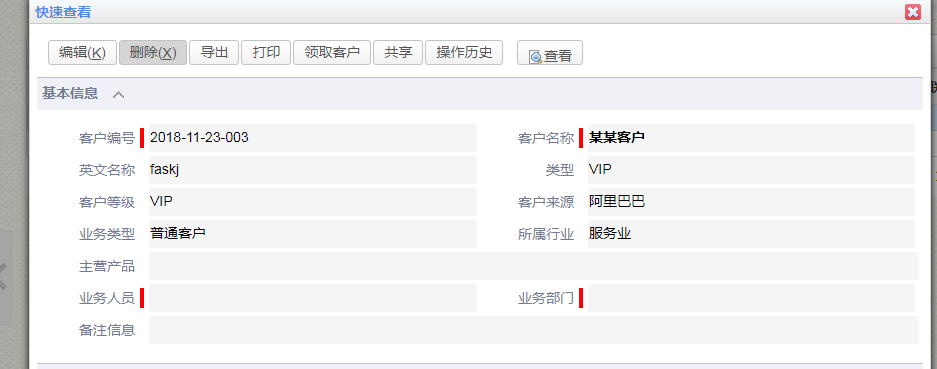 快速查看
编辑(K) 删除(X) 导出 打印 领取客户 共享 操作历史 查看
基本信息
客户编号 2018-11-23-003 客户名称 某某客户
英文名称 faskj 类型 VIP
客户等级 VIP 客户来源 阿里巴巴
业务类型 普通客户 所属行业 服务业
主营产品
业务人员 业务部门
备注信息